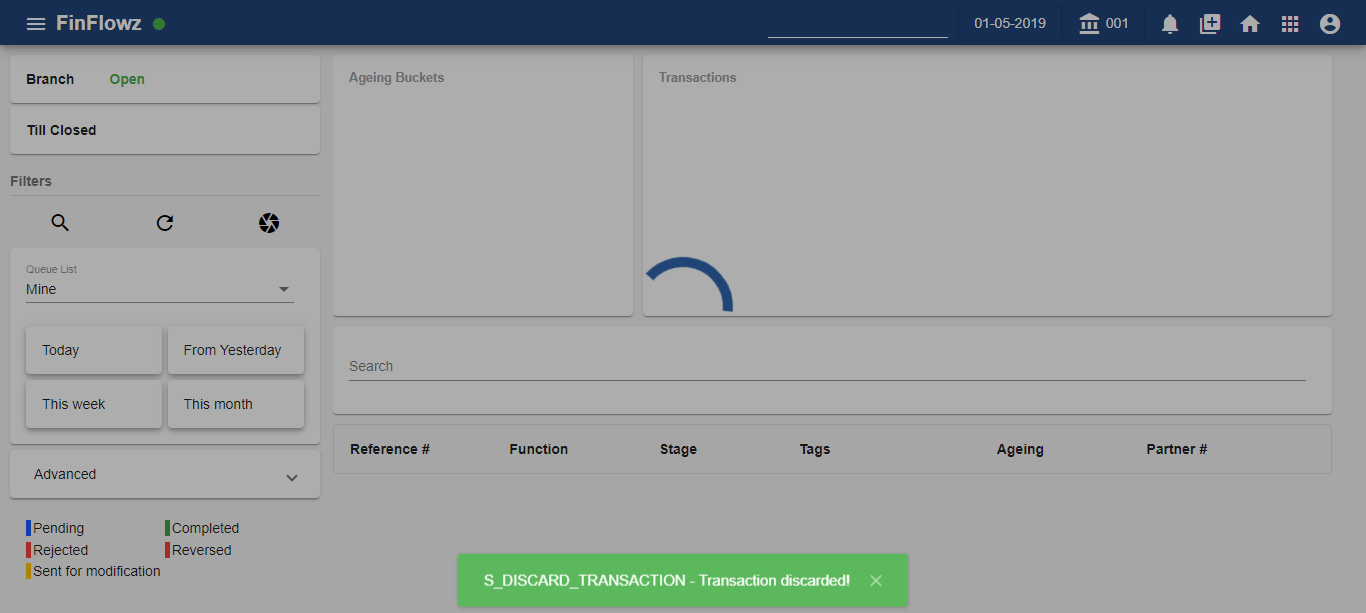 FinFlowz
01-05-2019
001
Branch Open
Till Closed
Filters
Queue List
Mine
Today From Yesterday
This week This month
Advanced
Pending Completed
Rejected Reversed
Sent for modification
Ageing Buckets
Transactions
Search
Reference # Function Stage Tags Ageing Partner #
S_DISCARD_TRANSACTION - Transaction discarded!